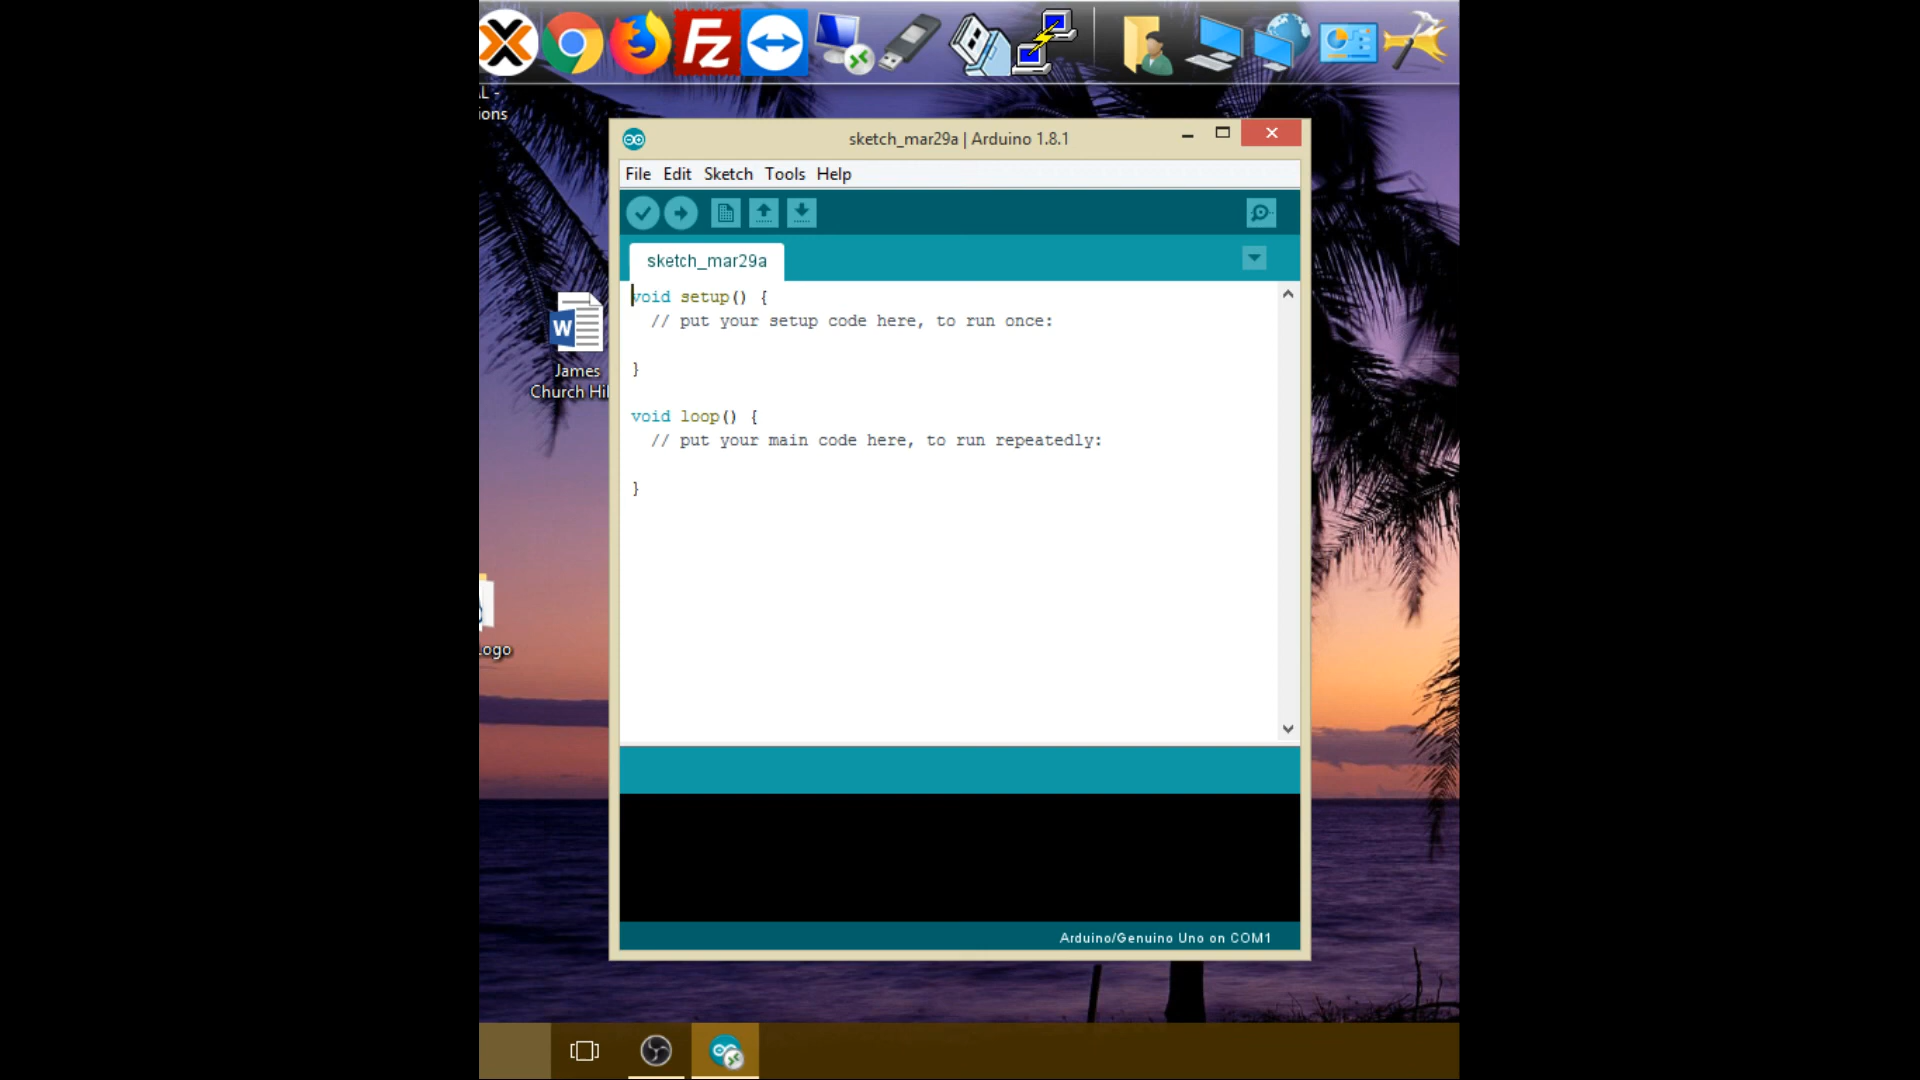 L -
ions
sketch_mar29a | Arduino 1.8.1
File Edit Sketch Tools Help
sketch_mar29a
void setup() {
  // put your setup code here, to run once:
}
void loop() {
  // put your main code here, to run repeatedly:
}
W
James
Church Hil
ogo
Arduino/Genuino Uno on COM1